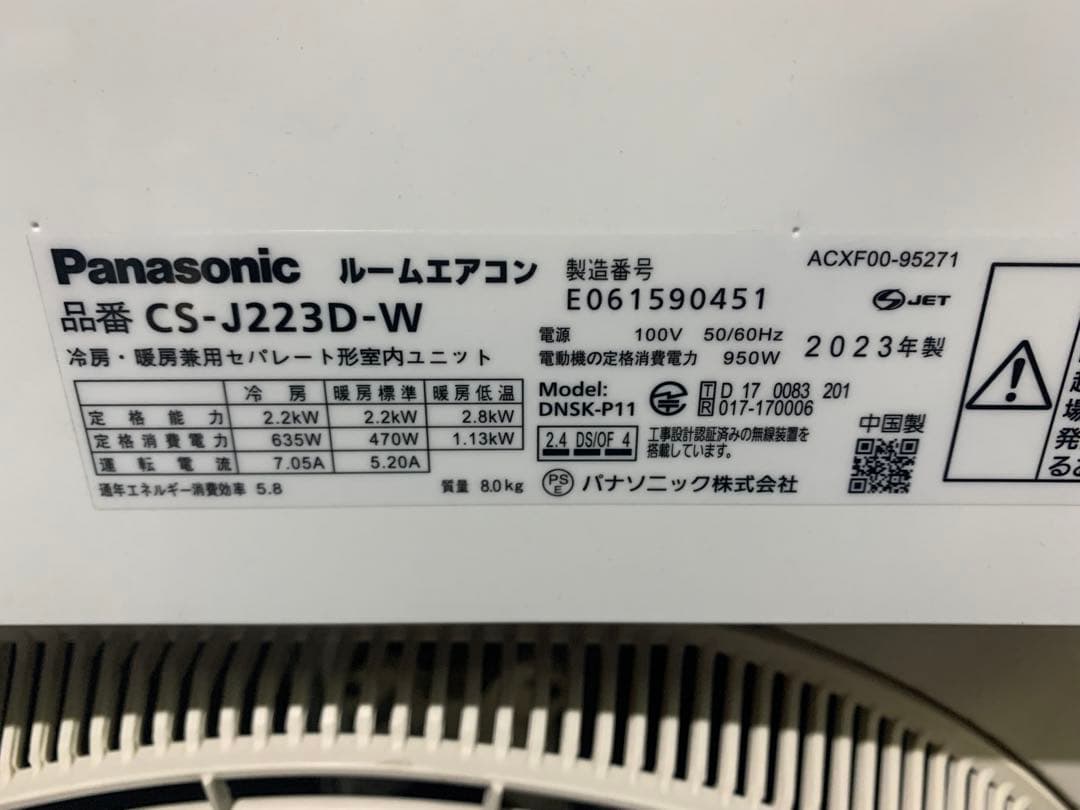 Panasonic ルームエアコン
品番 CS-J223D-W
冷房・暖房兼用セパレート形室内ユニット
冷 房 暖房標準 暖房低温
定格能力 2.2kW 2.2kW 2.8kW
定格消費電力 635W 470W 1.13kW
運転電流 7.05A 5.20A
通年エネルギー消費効率 5.8 質量 8.0kg
製造番号
E061590451
電源 100V 50/60Hz
電動機の定格消費電力 950W
Model:
DNSK-P11
T D 17 0083 201
R 017-170006
2.4 DS/OF 4
工事設計認証済みの無線装置を
搭載しています。
PS
E パナソニック株式会社
ACXF00-95271
S JET
2023年製
中国製
場
発
る